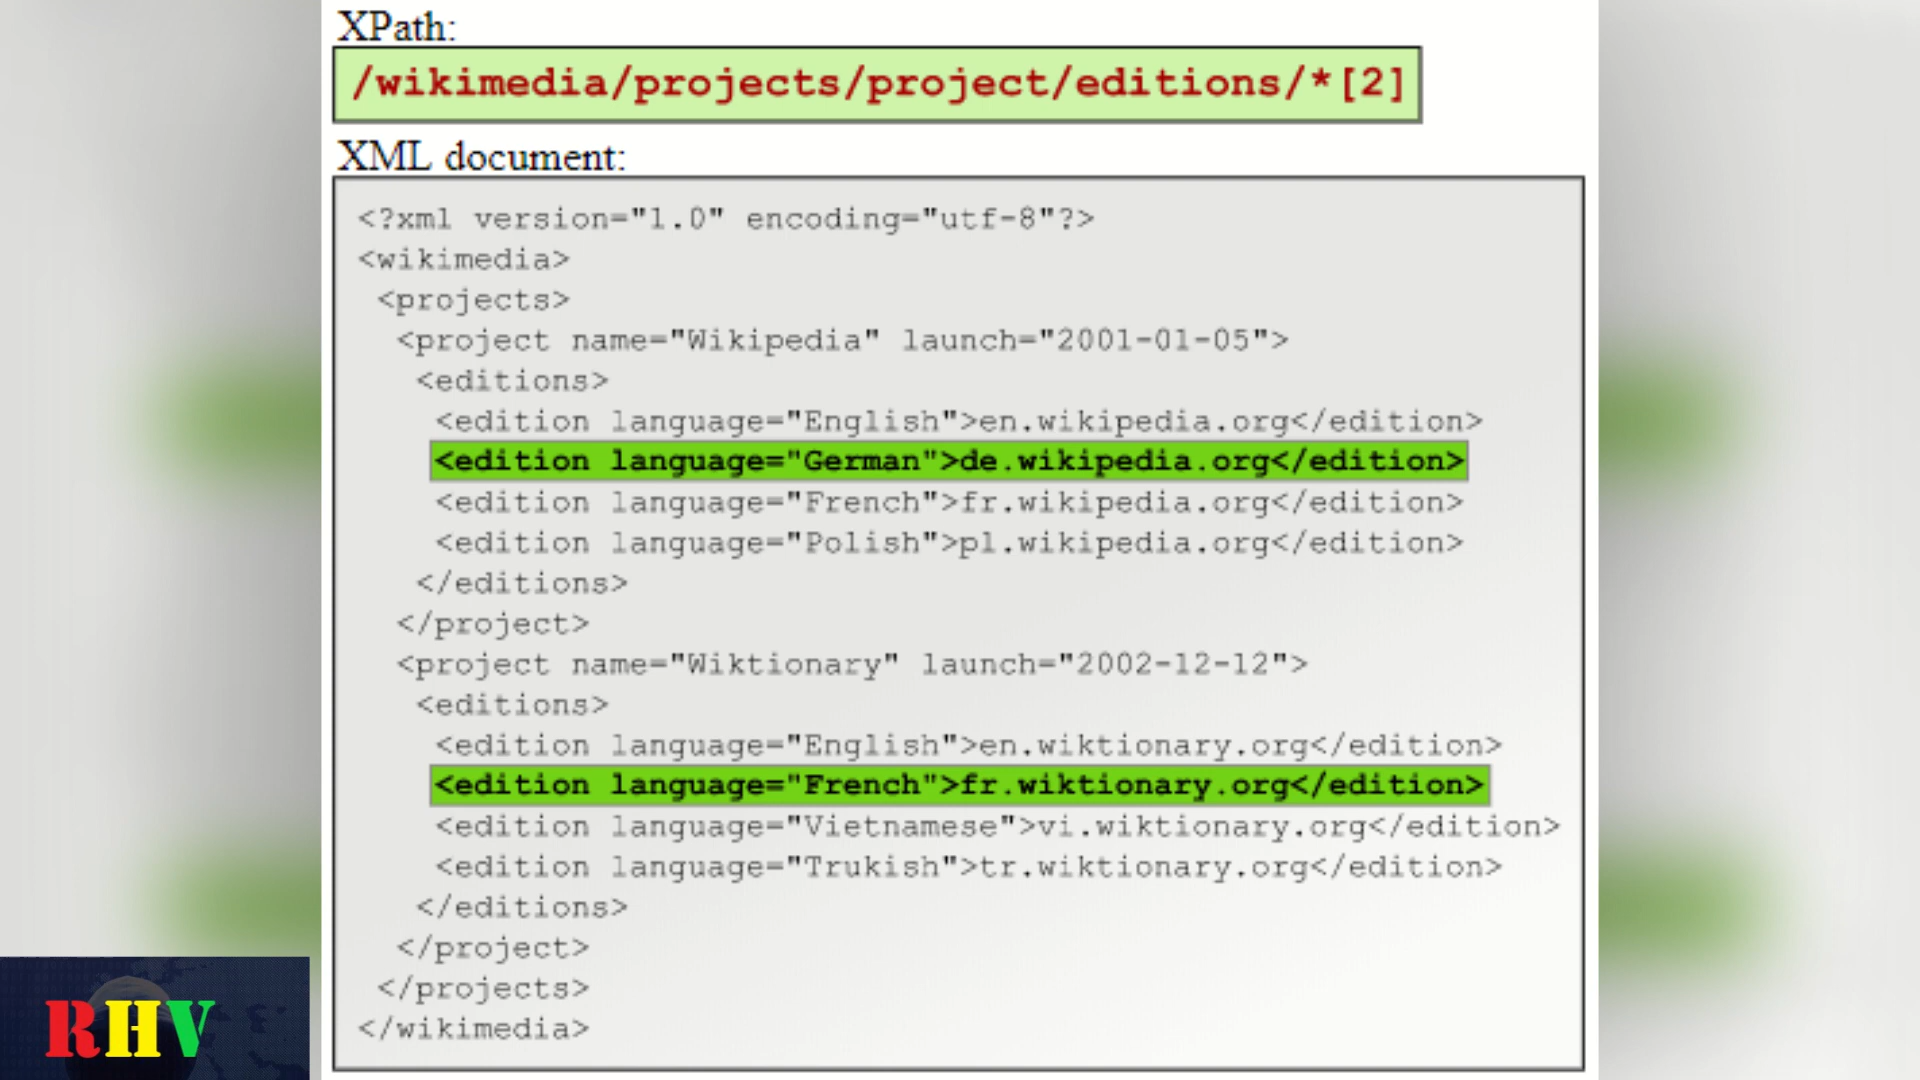 XPath:
/wikimedia/projects/project/editions/*[2]
XML document:
<?xml version="1.0" encoding="utf-8"?>
<wikimedia>
<projects>
<project name="Wikipedia" launch="2001-01-05">
<editions>
<edition language="English">en.wikipedia.org</edition>
<edition language="German">de.wikipedia.org</edition>
<edition language="French">fr.wikipedia.org</edition>
<edition language="Polish">pl.wikipedia.org</edition>
</editions>
</project>
<project name="Wiktionary" launch="2002-12-12">
<editions>
<edition language="English">en.wiktionary.org</edition>
<edition language="French">fr.wiktionary.org</edition>
<edition language="Vietnamese">vi.wiktionary.org</edition>
<edition language="Trukish">tr.wiktionary.org</edition>
</editions>
</project>
</projects>
</wikimedia>
RHV